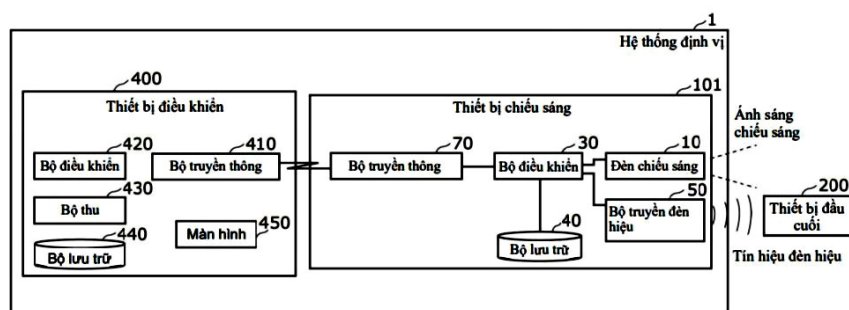 1
Hệ thống định vị
400
Thiết bị điều khiển
101
Thiết bị chiếu sáng
Ánh sáng
chiếu sáng
420
Bộ điều khiển
410
Bộ truyền thông
70
Bộ truyền thông
30
Bộ điều khiển
10
Đèn chiếu sáng
430
Bộ thu
50
Bộ truyền đèn
hiệu
200
Thiết bị đầu
cuối
440
Bộ lưu trữ
450
Màn hình
40
Bộ lưu trữ
Tín hiệu đèn hiệu